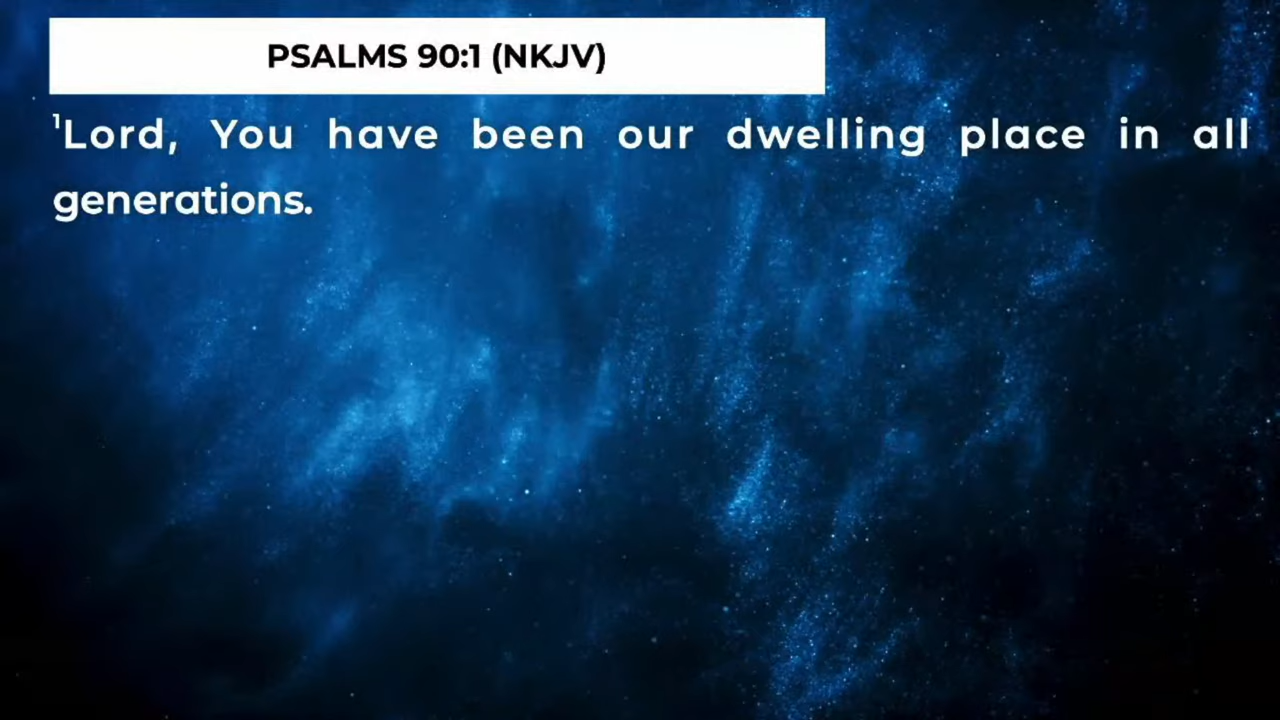 PSALMS 90:1 (NKJV)
¹Lord, You have been our dwelling place in all
generations.